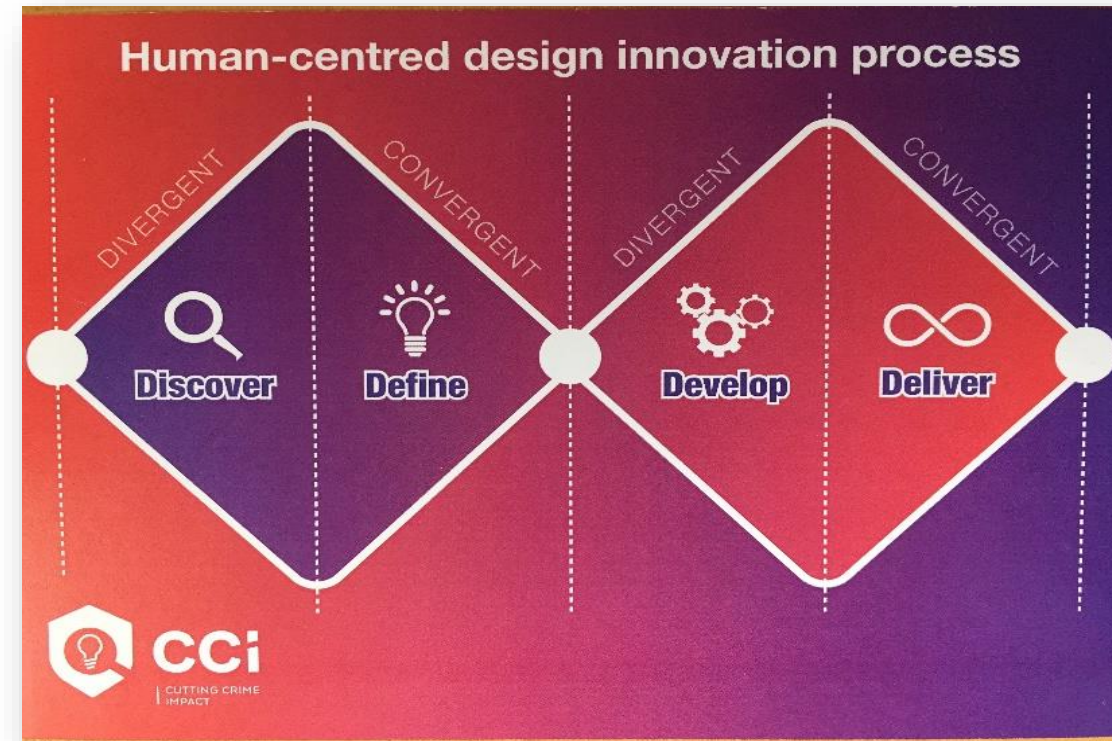 Human-centred design innovation process
DIVERGENT
CONVERGENT
DIVERGENT
CONVERGENT
Discover
Define
Develop
Deliver
CCi
CUTTING CRIME
IMPACT